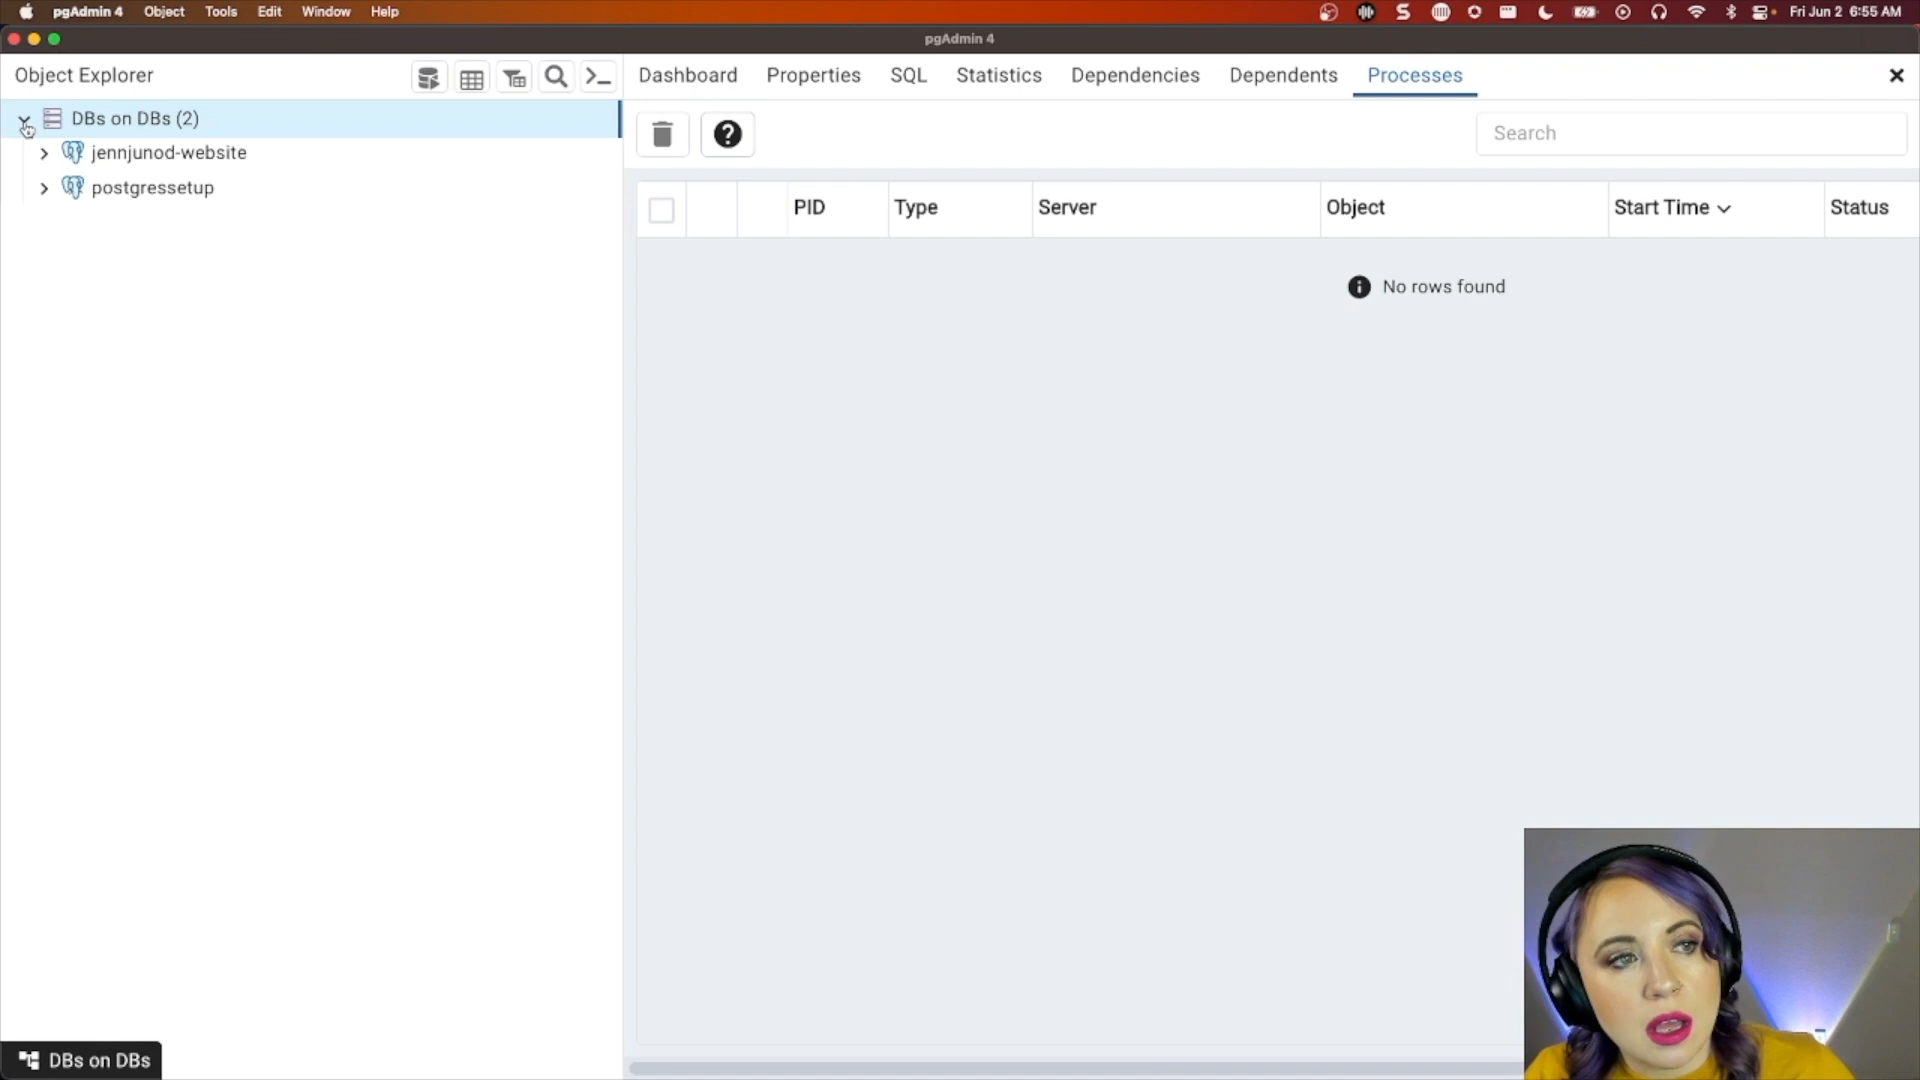 pgAdmin 4 Object Tools Edit Window Help Fri Jun 2 6:55 AM
pgAdmin 4
Object Explorer
Dashboard Properties SQL Statistics Dependencies Dependents Processes
DBs on DBs (2)
jennjunod-website
postgressetup
Search
PID Type Server Object Start Time Status
No rows found
DBs on DBs